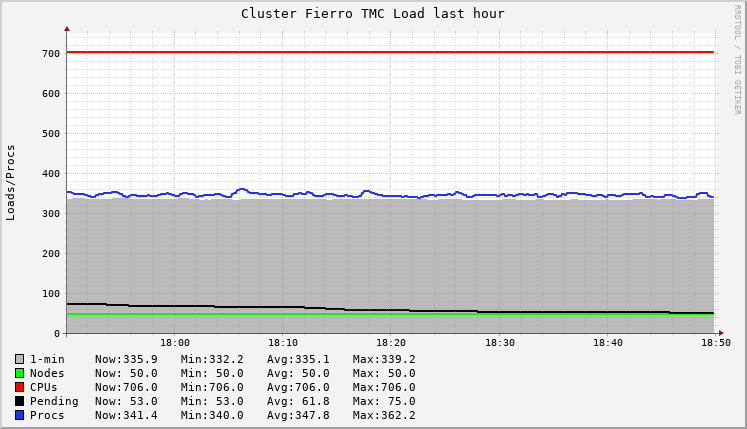 Cluster Fierro TMC Load last hour
RRDTOOL / TOBI OETIKER
Loads/Procs
700
600
500
400
300
200
100
0
18:00 18:10 18:20 18:30 18:40 18:50
1-min Now:335.9 Min:332.2 Avg:335.1 Max:339.2
Nodes Now: 50.0 Min: 50.0 Avg: 50.0 Max: 50.0
CPUs Now:706.0 Min:706.0 Avg:706.0 Max:706.0
Pending Now: 53.0 Min: 53.0 Avg: 61.8 Max: 75.0
Procs Now:341.4 Min:340.0 Avg:347.8 Max:362.2